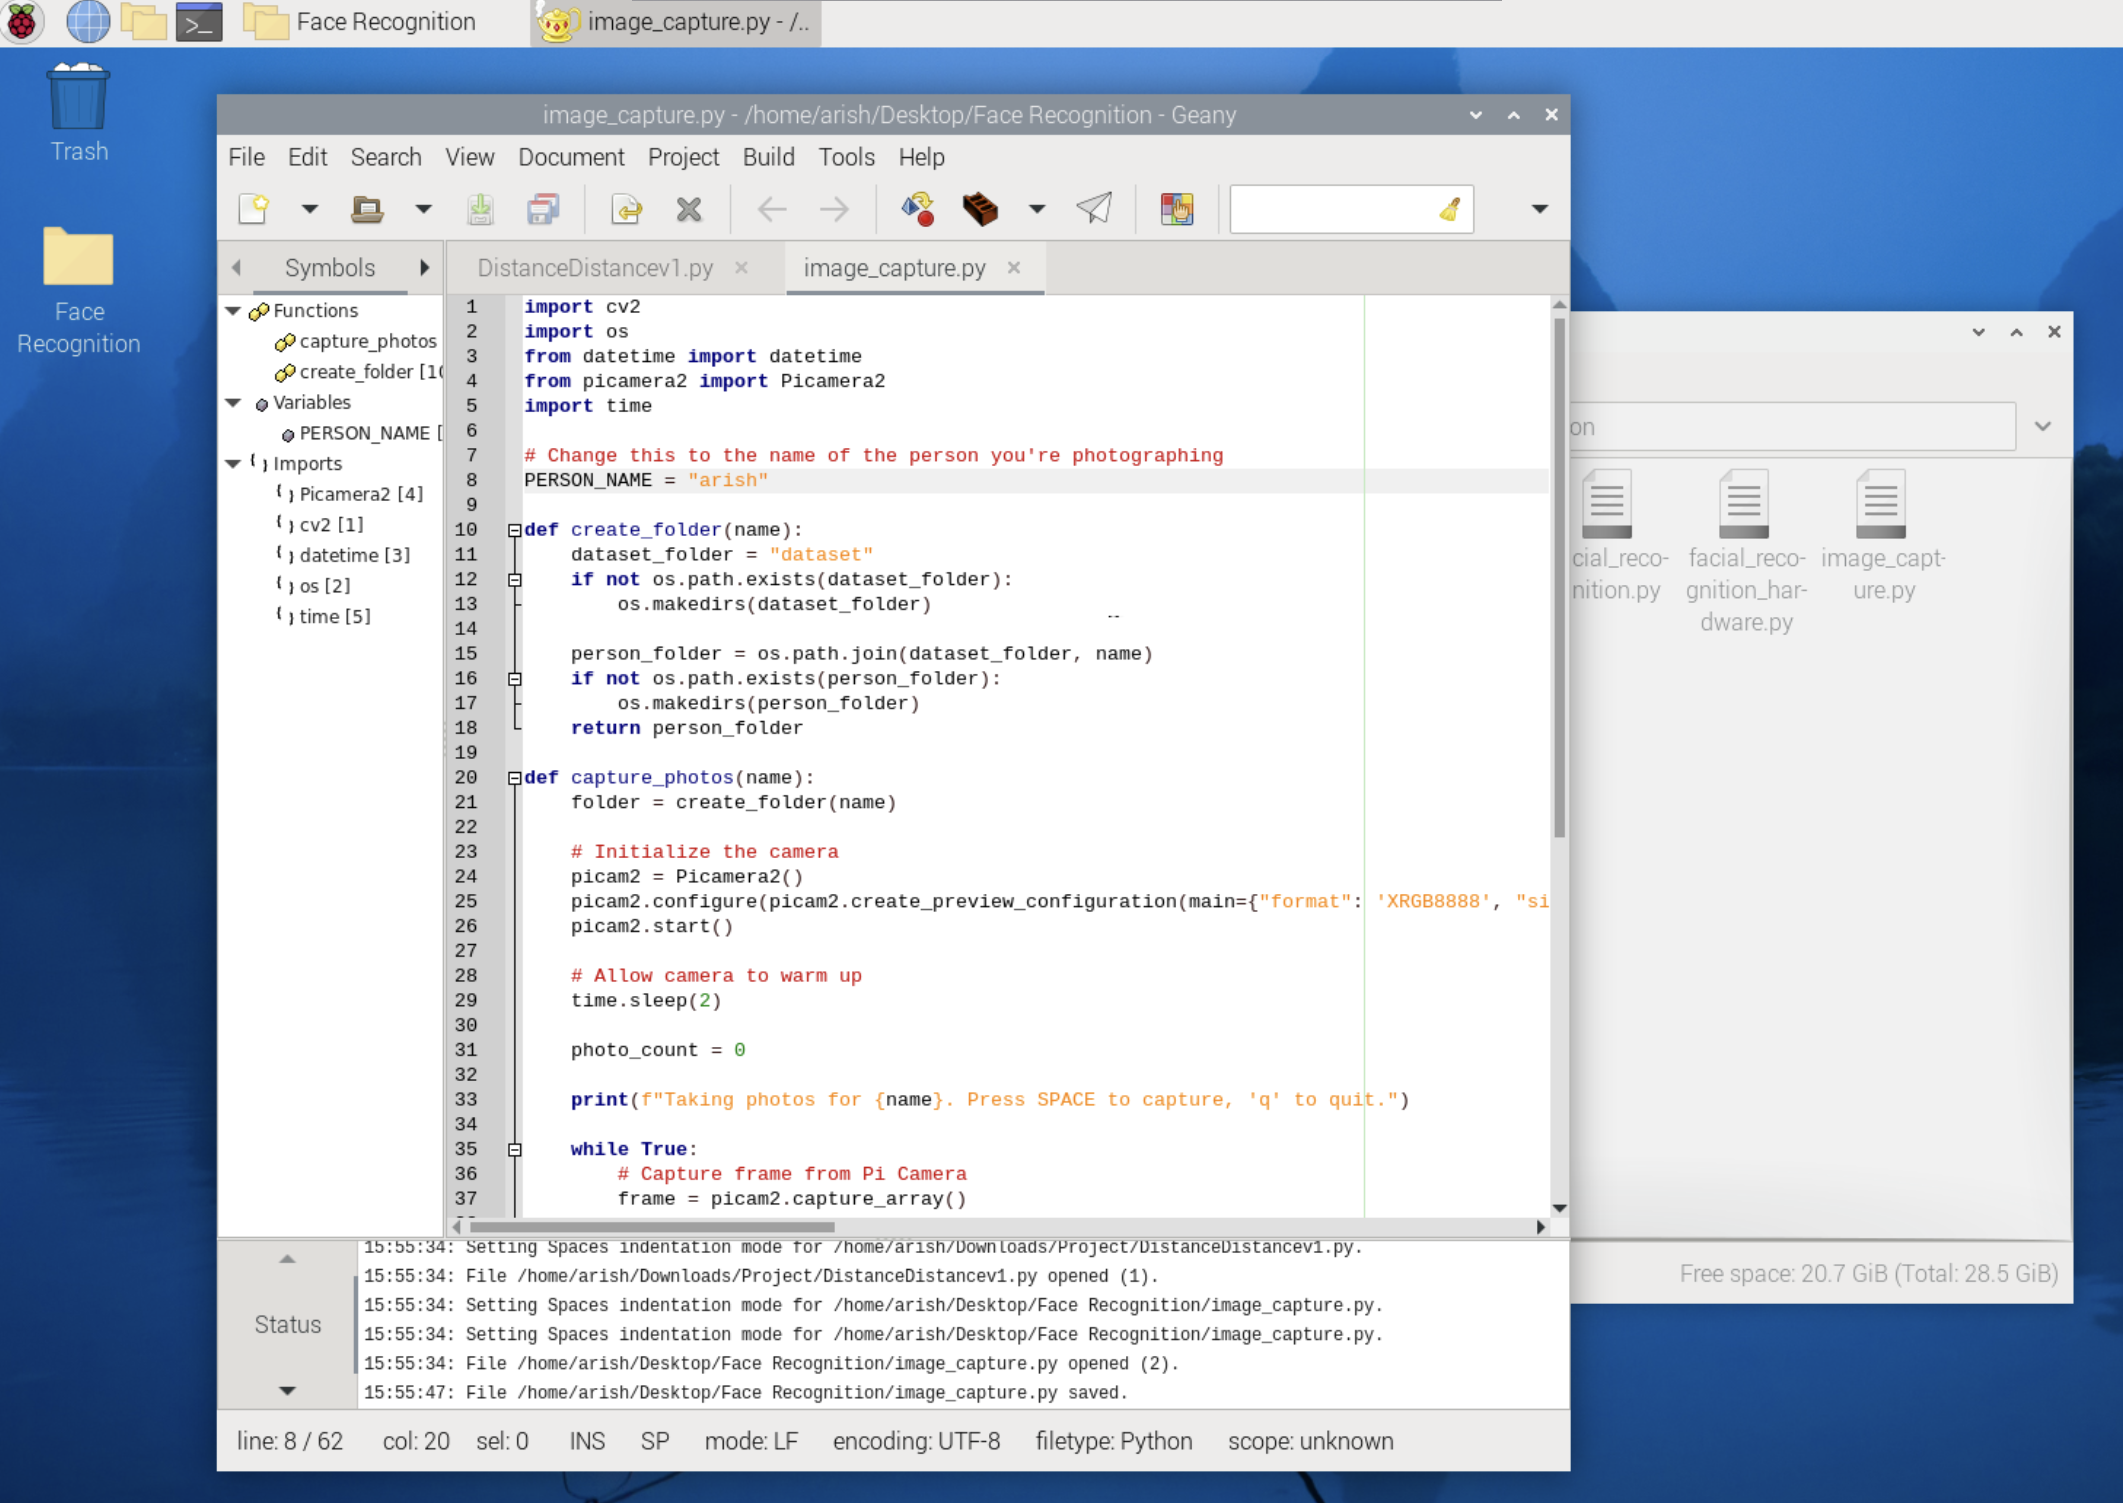 Face Recognition
image_capture.py - /..
Trash
Face
Recognition
image_capture.py - /home/arish/Desktop/Face Recognition - Geany
File Edit Search View Document Project Build Tools Help
Symbols
DistanceDistancev1.py
image_capture.py
Functions
capture_photos
create_folder [10
Variables
PERSON_NAME [
Imports
Picamera2 [4]
cv2 [1]
datetime [3]
os [2]
time [5]
1 import cv2
2 import os
3 from datetime import datetime
4 from picamera2 import Picamera2
5 import time
6
7 # Change this to the name of the person you're photographing
8 PERSON_NAME = "arish"
9
10 def create_folder(name):
11 dataset_folder = "dataset"
12 if not os.path.exists(dataset_folder):
13 os.makedirs(dataset_folder)
14
15 person_folder = os.path.join(dataset_folder, name)
16 if not os.path.exists(person_folder):
17 os.makedirs(person_folder)
18 return person_folder
19
20 def capture_photos(name):
21 folder = create_folder(name)
22
23 # Initialize the camera
24 picam2 = Picamera2()
25 picam2.configure(picam2.create_preview_configuration(main={"format": 'XRGB8888', "si
26 picam2.start()
27
28 # Allow camera to warm up
29 time.sleep(2)
30
31 photo_count = 0
32
33 print(f"Taking photos for {name}. Press SPACE to capture, 'q' to quit.")
34
35 while True:
36 # Capture frame from Pi Camera
37 frame = picam2.capture_array()
on
cial_reco-
nition.py
facial_reco-
gnition_har-
dware.py
image_capt-
ure.py
Free space: 20.7 GiB (Total: 28.5 GiB)
Status
15:55:34: Setting Spaces indentation mode for /home/arish/Downloads/Project/DistanceDistancev1.py.
15:55:34: File /home/arish/Downloads/Project/DistanceDistancev1.py opened (1).
15:55:34: Setting Spaces indentation mode for /home/arish/Desktop/Face Recognition/image_capture.py.
15:55:34: Setting Spaces indentation mode for /home/arish/Desktop/Face Recognition/image_capture.py.
15:55:34: File /home/arish/Desktop/Face Recognition/image_capture.py opened (2).
15:55:47: File /home/arish/Desktop/Face Recognition/image_capture.py saved.
line: 8 / 62 col: 20 sel: 0 INS SP mode: LF encoding: UTF-8 filetype: Python scope: unknown